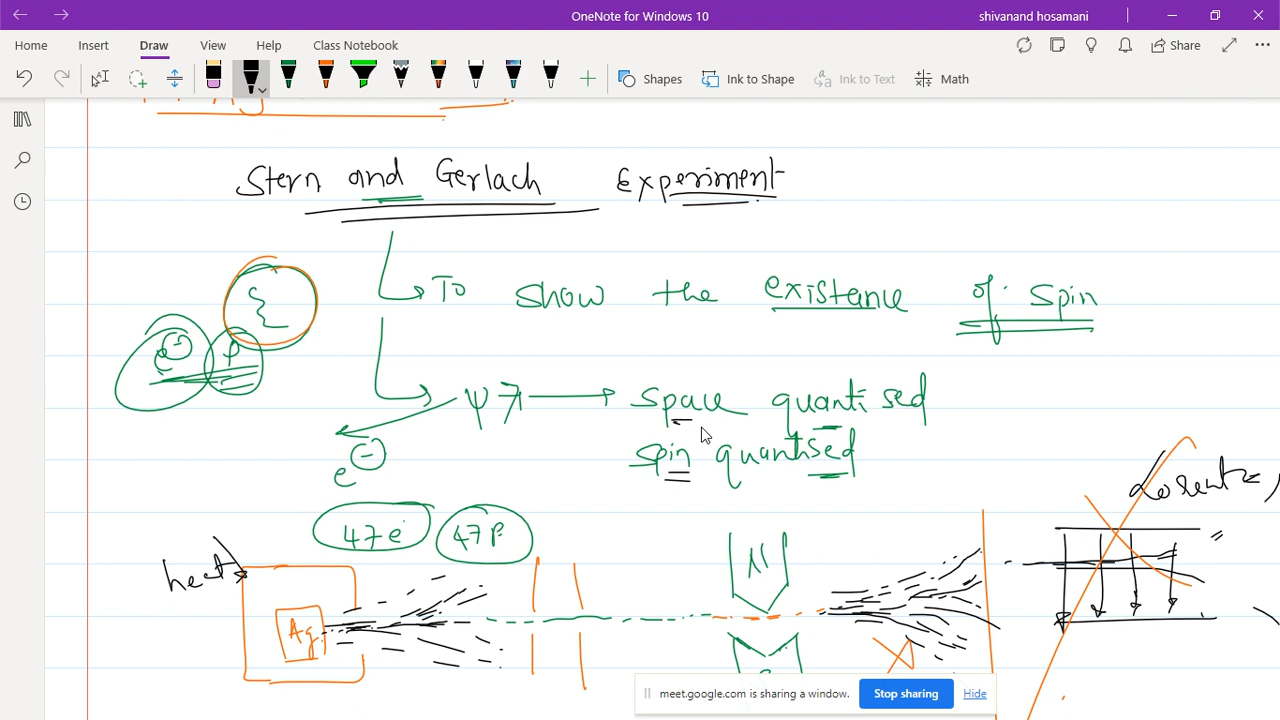 OneNote for Windows 10
shivanand hosamani
Home Insert Draw View Help Class Notebook Share
Shapes Ink to Shape Ink to Text Math
Stern and Gerlach Experiment
To show the existance of spin
e⁻ P
Space quantised
spin quantised
e⁻
47e⁻ 47P
heat
Ag
N
meet.google.com is sharing a window. Stop sharing Hide